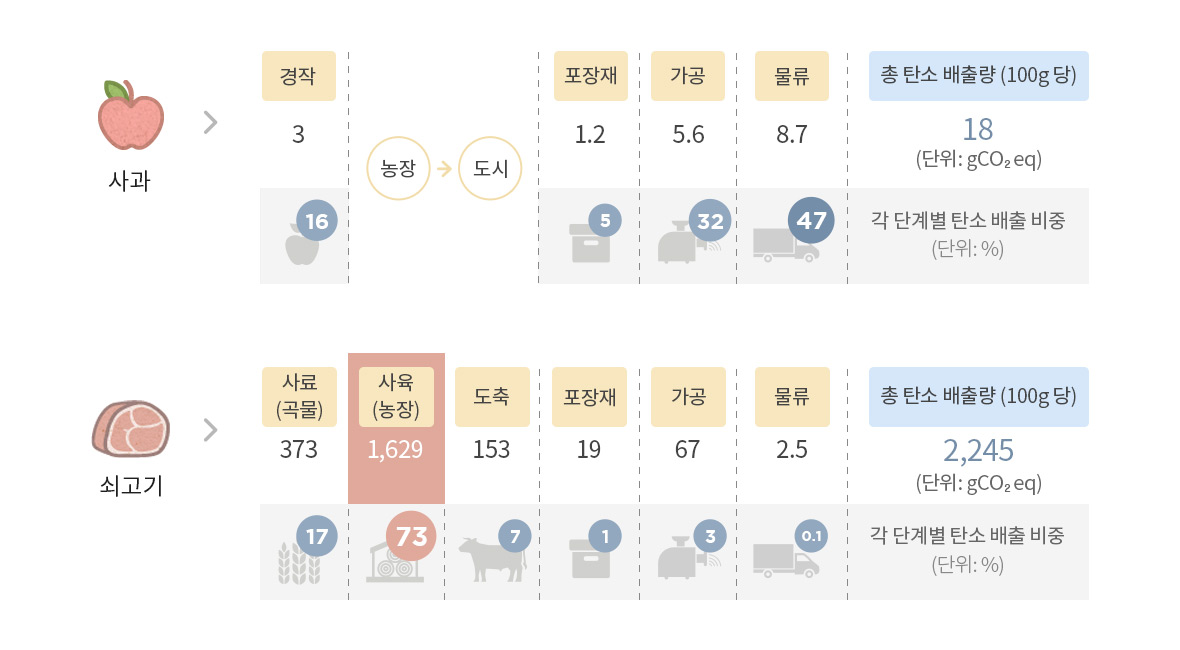 경작
포장재
가공
물류
총 탄소 배출량 (100g 당)
3
1.2
5.6
8.7
18
(단위: gCO₂ eq)
농장
도시
사과
16
5
32
47
각 단계별 탄소 배출 비중
(단위: %)
사료
(곡물)
사육
(농장)
도축
포장재
가공
물류
총 탄소 배출량 (100g 당)
373
1,629
153
19
67
2.5
2,245
(단위: gCO₂ eq)
쇠고기
17
73
7
1
3
0.1
각 단계별 탄소 배출 비중
(단위: %)